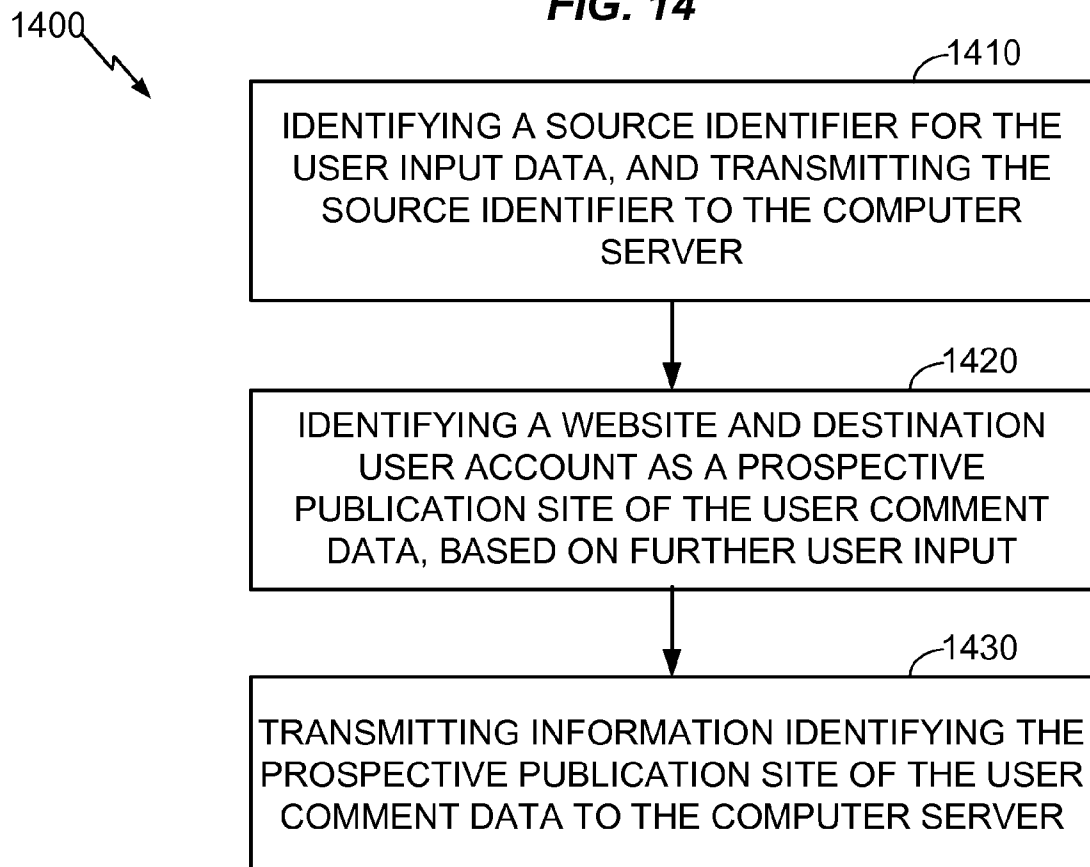 FIG. 14
1400
1410
IDENTIFYING A SOURCE IDENTIFIER FOR THE
USER INPUT DATA, AND TRANSMITTING THE
SOURCE IDENTIFIER TO THE COMPUTER
SERVER
1420
IDENTIFYING A WEBSITE AND DESTINATION
USER ACCOUNT AS A PROSPECTIVE
PUBLICATION SITE OF THE USER COMMENT
DATA, BASED ON FURTHER USER INPUT
1430
TRANSMITTING INFORMATION IDENTIFYING THE
PROSPECTIVE PUBLICATION SITE OF THE USER
COMMENT DATA TO THE COMPUTER SERVER